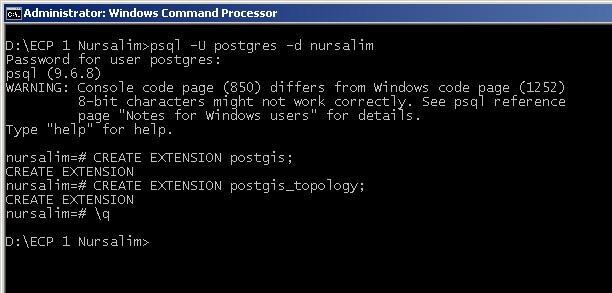 Administrator: Windows Command Processor
D:\ECP 1 Nursalim>psql -U postgres -d nursalim
Password for user postgres:
psql (9.6.8)
WARNING: Console code page (850) differs from Windows code page (1252)
8-bit characters might not work correctly. See psql reference
page "Notes for Windows users" for details.
Type "help" for help.
nursalim=# CREATE EXTENSION postgis;
CREATE EXTENSION
nursalim=# CREATE EXTENSION postgis_topology;
CREATE EXTENSION
nursalim=# \q
D:\ECP 1 Nursalim>